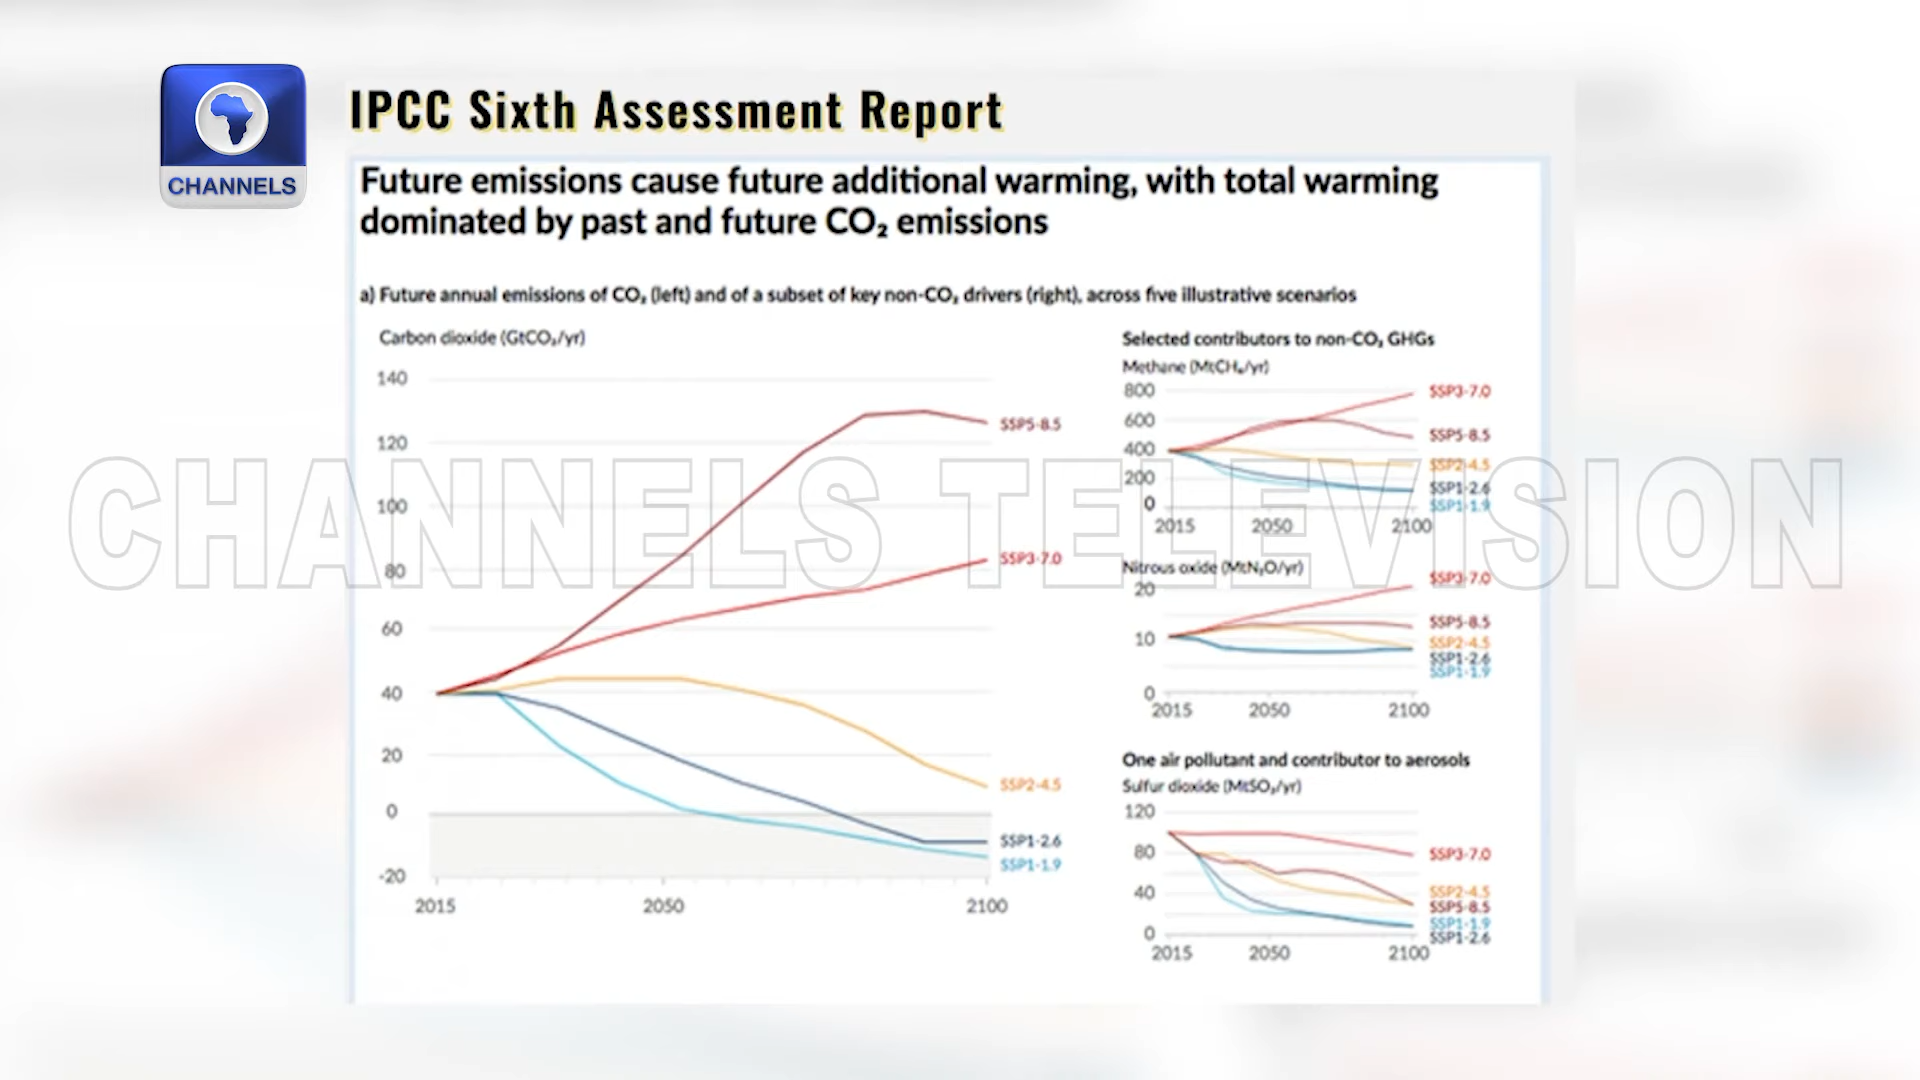 CHANNELS
IPCC Sixth Assessment Report
Future emissions cause future additional warming, with total warming
dominated by past and future CO₂ emissions
a) Future annual emissions of CO₂ (left) and of a subset of key non-CO₂ drivers (right), across five illustrative scenarios
Carbon dioxide (GtCO₂/yr)
140
120
100
80
60
40
20
0
-20
2015 2050 2100
SSP5-8.5
SSP3-7.0
SSP2-4.5
SSP1-2.6
SSP1-1.9
Selected contributors to non-CO₂ GHGs
Methane (MtCH₄/yr)
800
600
400
200
0
2015 2050 2100
SSP3-7.0
SSP5-8.5
SSP2-4.5
SSP1-2.6
SSP1-1.9
Nitrous oxide (MtN₂O/yr)
20
10
0
2015 2050 2100
SSP3-7.0
SSP5-8.5
SSP2-4.5
SSP1-2.6
SSP1-1.9
One air pollutant and contributor to aerosols
Sulfur dioxide (MtSO₂/yr)
120
80
40
0
2015 2050 2100
SSP3-7.0
SSP2-4.5
SSP5-8.5
SSP1-1.9
SSP1-2.6
CHANNELS TELEVISION